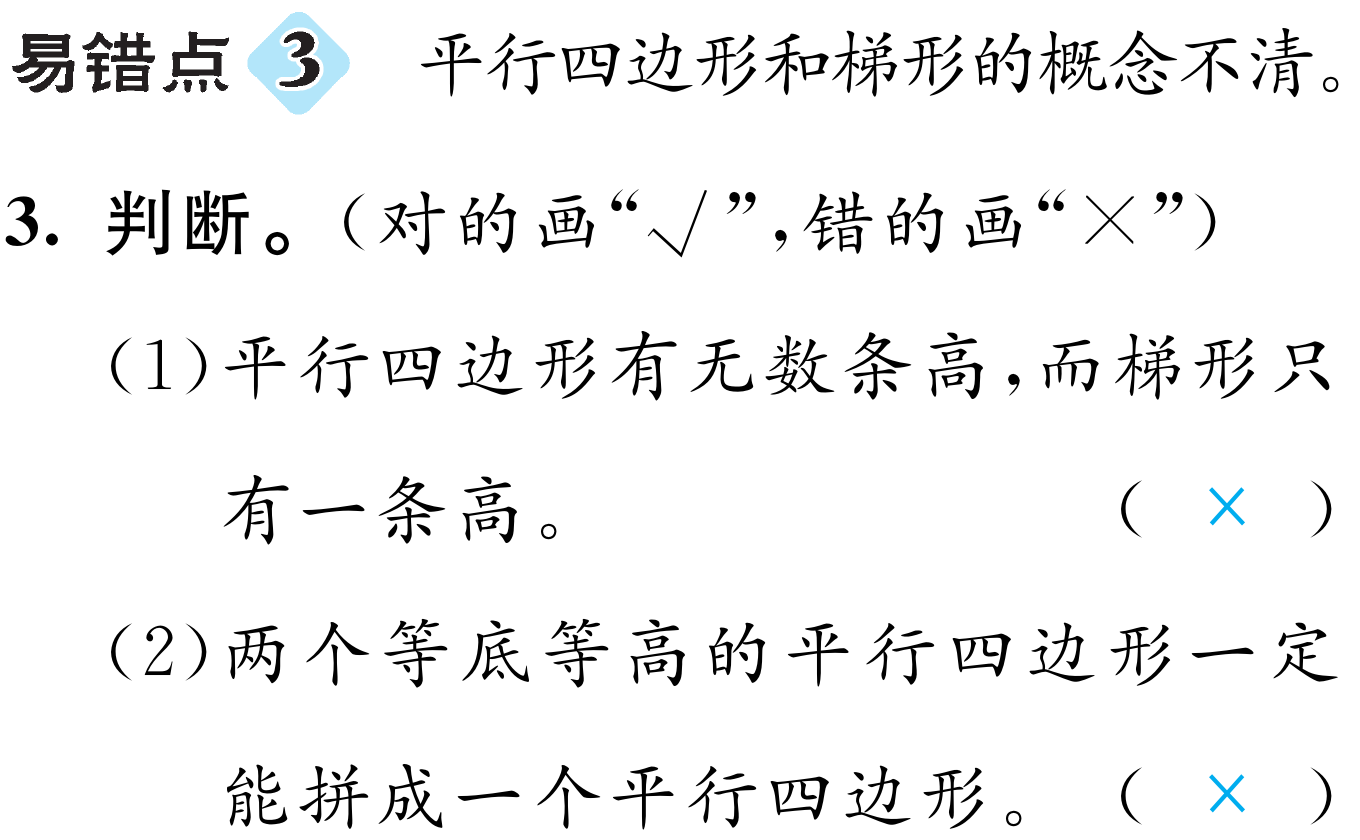 易错点 3 平行四边形和梯形的概念不清。
3. 判断。(对的画“√”,错的画“×”)
(1)平行四边形有无数条高,而梯形只
有一条高。 ( × )
(2)两个等底等高的平行四边形一定
能拼成一个平行四边形。 ( × )